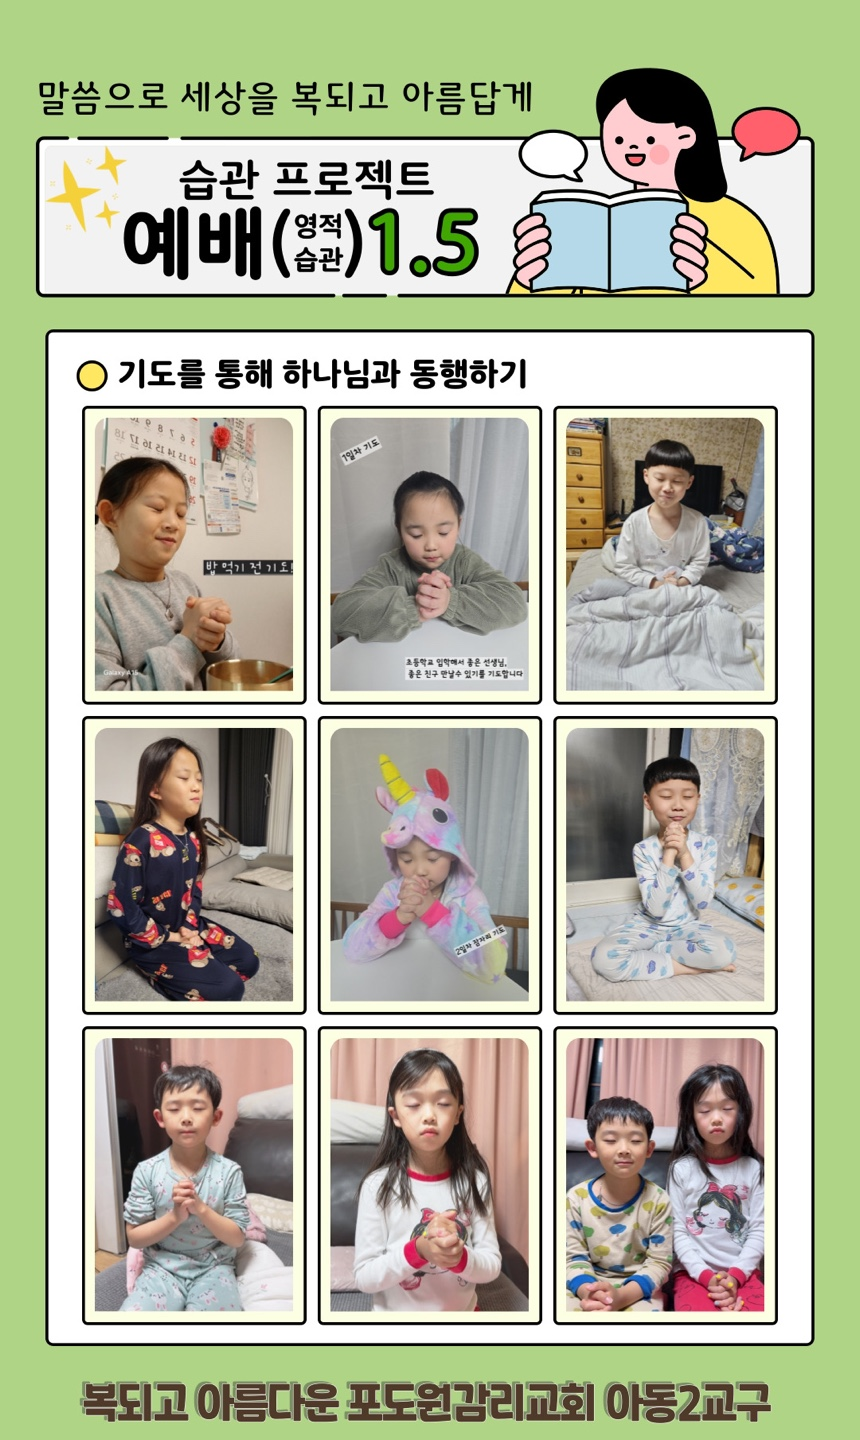 말씀으로 세상을 복되고 아름답게
습관 프로젝트
예배(영적습관)1.5
기도를 통해 하나님과 동행하기
밥 먹기 전 기도!
Galaxy A15
1일차 기도
초등학교 입학해서 좋은 선생님,
좋은 친구 만날수 있기를 기도합니다
2일차 잠자리 기도
복되고 아름다운 포도원감리교회 아동2교구